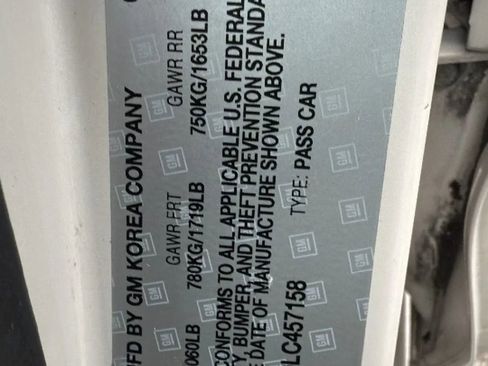 MFD BY GM KOREA COMPANY
GAWR FRT GAWR RR
060LB 780KG/1719LB 750KG/1653LB
CONFORMS TO ALL APPLICABLE U.S. FEDERAL
Y, BUMPER, AND THEFT PREVENTION STANDA
E DATE OF MANUFACTURE SHOWN ABOVE.
LC457158 TYPE: PASS CAR